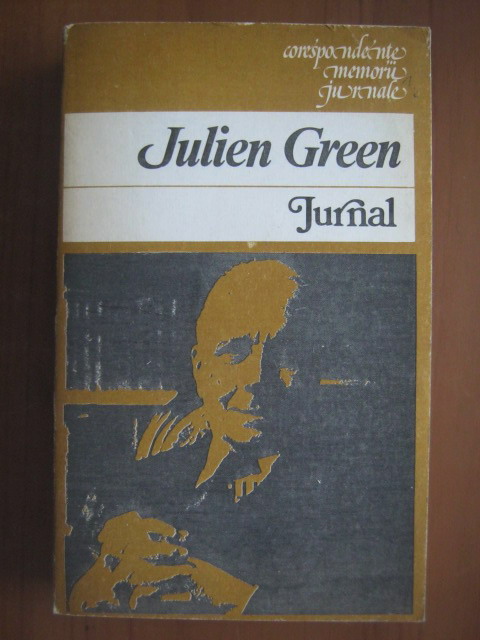 corespondențe
memorii
jurnale
Julien Green
Jurnal